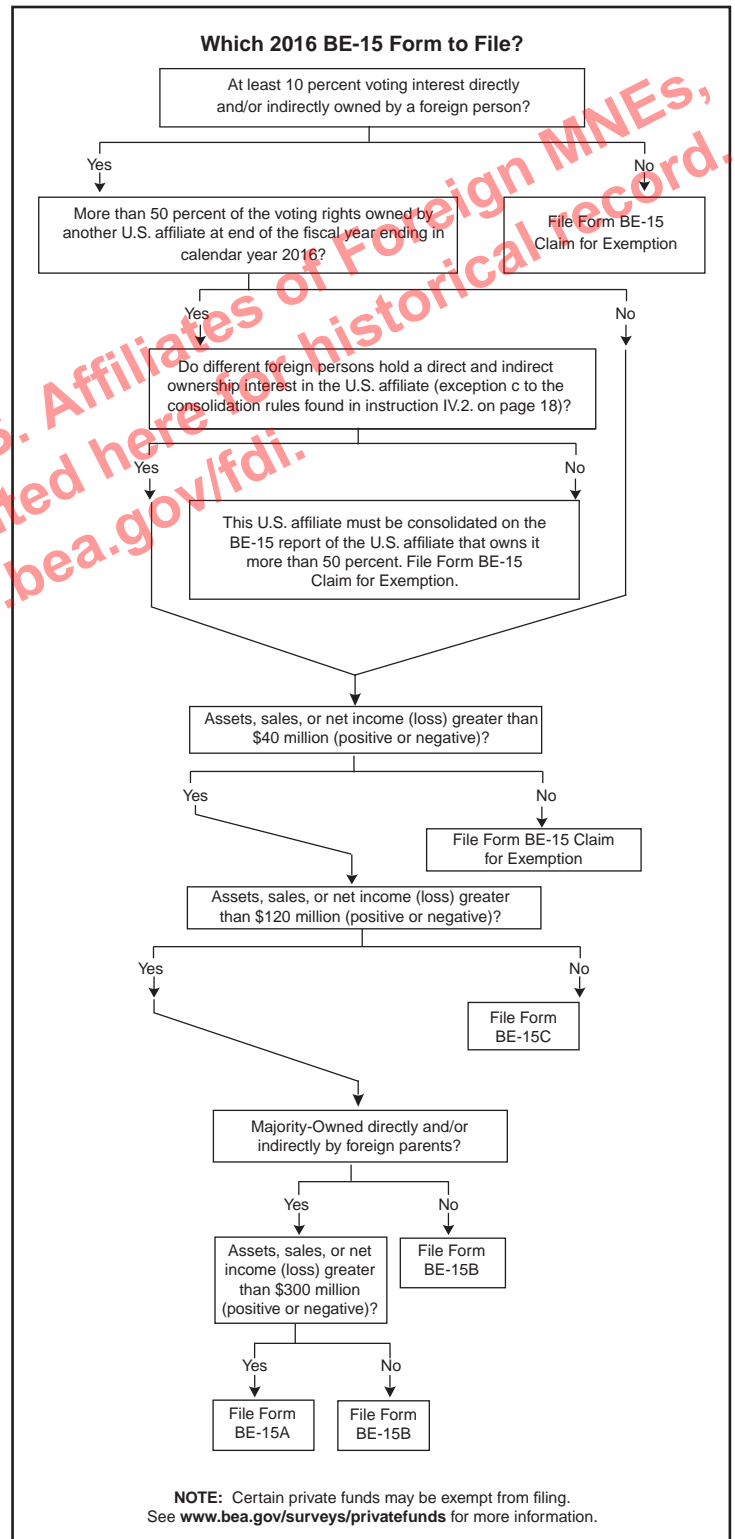 Which 2016 BE-15 Form to File?
At least 10 percent voting interest directly
and/or indirectly owned by a foreign person?
Yes
No
More than 50 percent of the voting rights owned by
another U.S. affiliate at end of the fiscal year ending in
calendar year 2016?
File Form BE-15
Claim for Exemption
Yes
No
Do different foreign persons hold a direct and indirect
ownership interest in the U.S. affiliate (exception c to the
consolidation rules found in instruction IV.2. on page 18)?
Yes
No
This U.S. affiliate must be consolidated on the
BE-15 report of the U.S. affiliate that owns it
more than 50 percent. File Form BE-15
Claim for Exemption.
Assets, sales, or net income (loss) greater than
$40 million (positive or negative)?
Yes
No
File Form BE-15 Claim
for Exemption
Assets, sales, or net income (loss) greater
than $120 million (positive or negative)?
Yes
No
File Form
BE-15C
Majority-Owned directly and/or
indirectly by foreign parents?
Yes
No
Assets, sales, or net
income (loss) greater
than $300 million
(positive or negative)?
File Form
BE-15B
Yes
No
File Form
BE-15A
File Form
BE-15B
NOTE: Certain private funds may be exempt from filing.
See www.bea.gov/surveys/privatefunds for more information.
Affiliates of Foreign MNEs,
here for historical record.
.bea.gov/fdi.